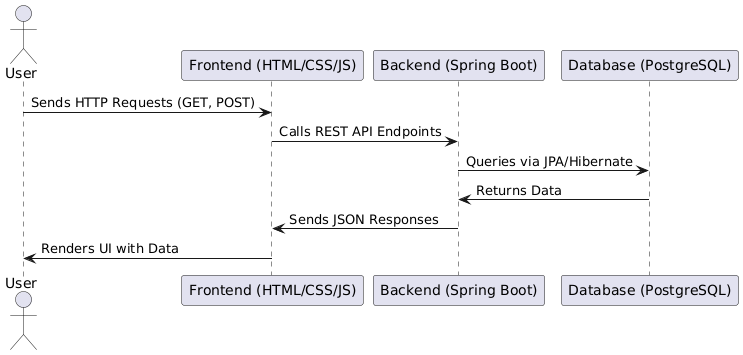 User
Frontend (HTML/CSS/JS)
Backend (Spring Boot)
Database (PostgreSQL)
Sends HTTP Requests (GET, POST)
Calls REST API Endpoints
Queries via JPA/Hibernate
Returns Data
Sends JSON Responses
Renders UI with Data
User
Frontend (HTML/CSS/JS)
Backend (Spring Boot)
Database (PostgreSQL)